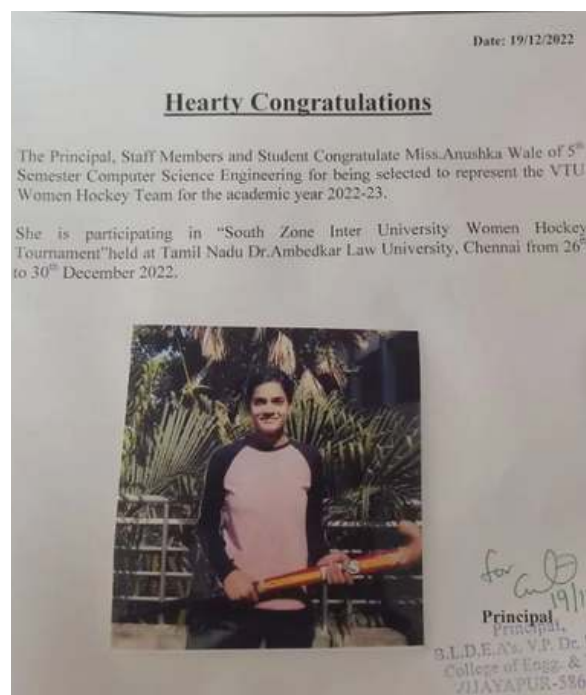 Date: 19/12/2022
Hearty Congratulations
The Principal, Staff Members and Student Congratulate Miss.Anushka Wale of 5th
Semester Computer Science Engineering for being selected to represent the VTU
Women Hockey Team for the academic year 2022-23.
She is participating in "South Zone Inter University Women Hockey
Tournament"held at Tamil Nadu Dr.Ambedkar Law University, Chennai from 26th
to 30th December 2022.
for
19/1
Principal
Principal,
B.L.D.E.A's. V.P. Dr.
College of Engg. &
VIJAYAPUR-586